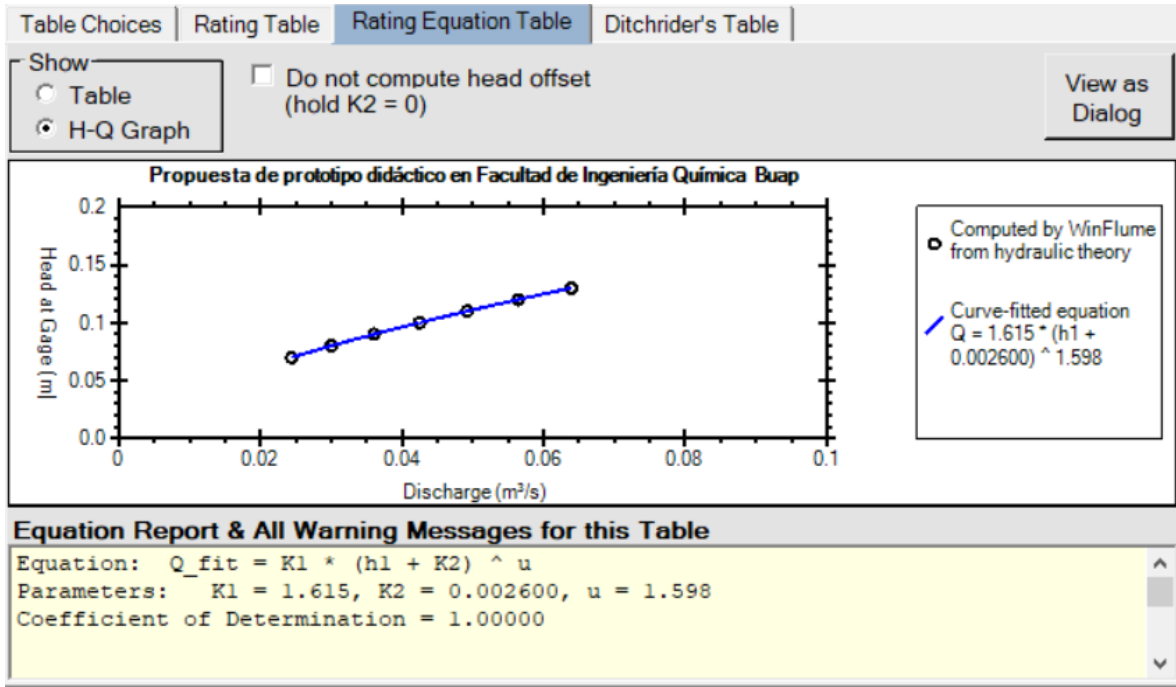 Table Choices
Rating Table
Rating Equation Table
Ditchrider's Table
Show
Table
H-Q Graph
Do not compute head offset
(hold K2 = 0)
View as
Dialog
Propuesta de prototipo didáctico en Facultad de Ingeniería Química Buap
Head at Gage (m)
0.2
0.15
0.1
0.05
0.0
0
0.02
0.04
0.06
0.08
0.1
Discharge (m³/s)
Computed by WinFlume
from hydraulic theory
Curve-fitted equation
Q = 1.615 * (h1 +
0.002600) ^ 1.598
Equation Report & All Warning Messages for this Table
Equation: Q_fit = K1 * (h1 + K2) ^ u
Parameters: K1 = 1.615, K2 = 0.002600, u = 1.598
Coefficient of Determination = 1.00000